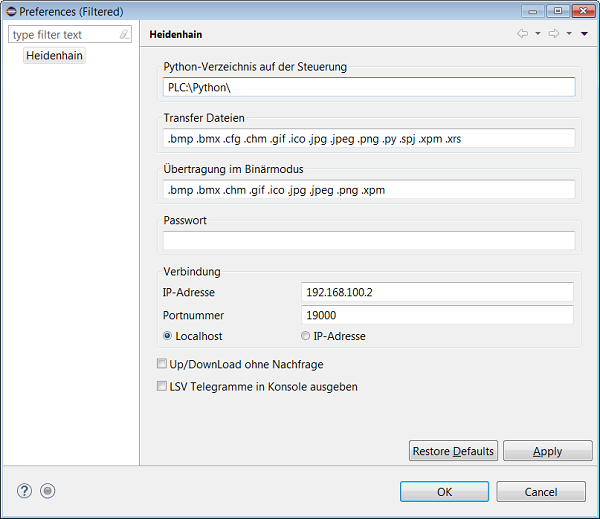 Preferences (Filtered)
type filter text
Heidenhain
Heidenhain
Python-Verzeichnis auf der Steuerung
PLC:\Python\
Transfer Dateien
.bmp .bmx .cfg .chm .gif .ico .jpg .jpeg .png .py .spj .xpm .xrs
Übertragung im Binärmodus
.bmp .bmx .chm .gif .ico .jpg .jpeg .png .xpm
Passwort
Verbindung
IP-Adresse 192.168.100.2
Portnummer 19000
Localhost IP-Adresse
Up/DownLoad ohne Nachfrage
LSV Telegramme in Konsole ausgeben
Restore Defaults Apply
? OK Cancel